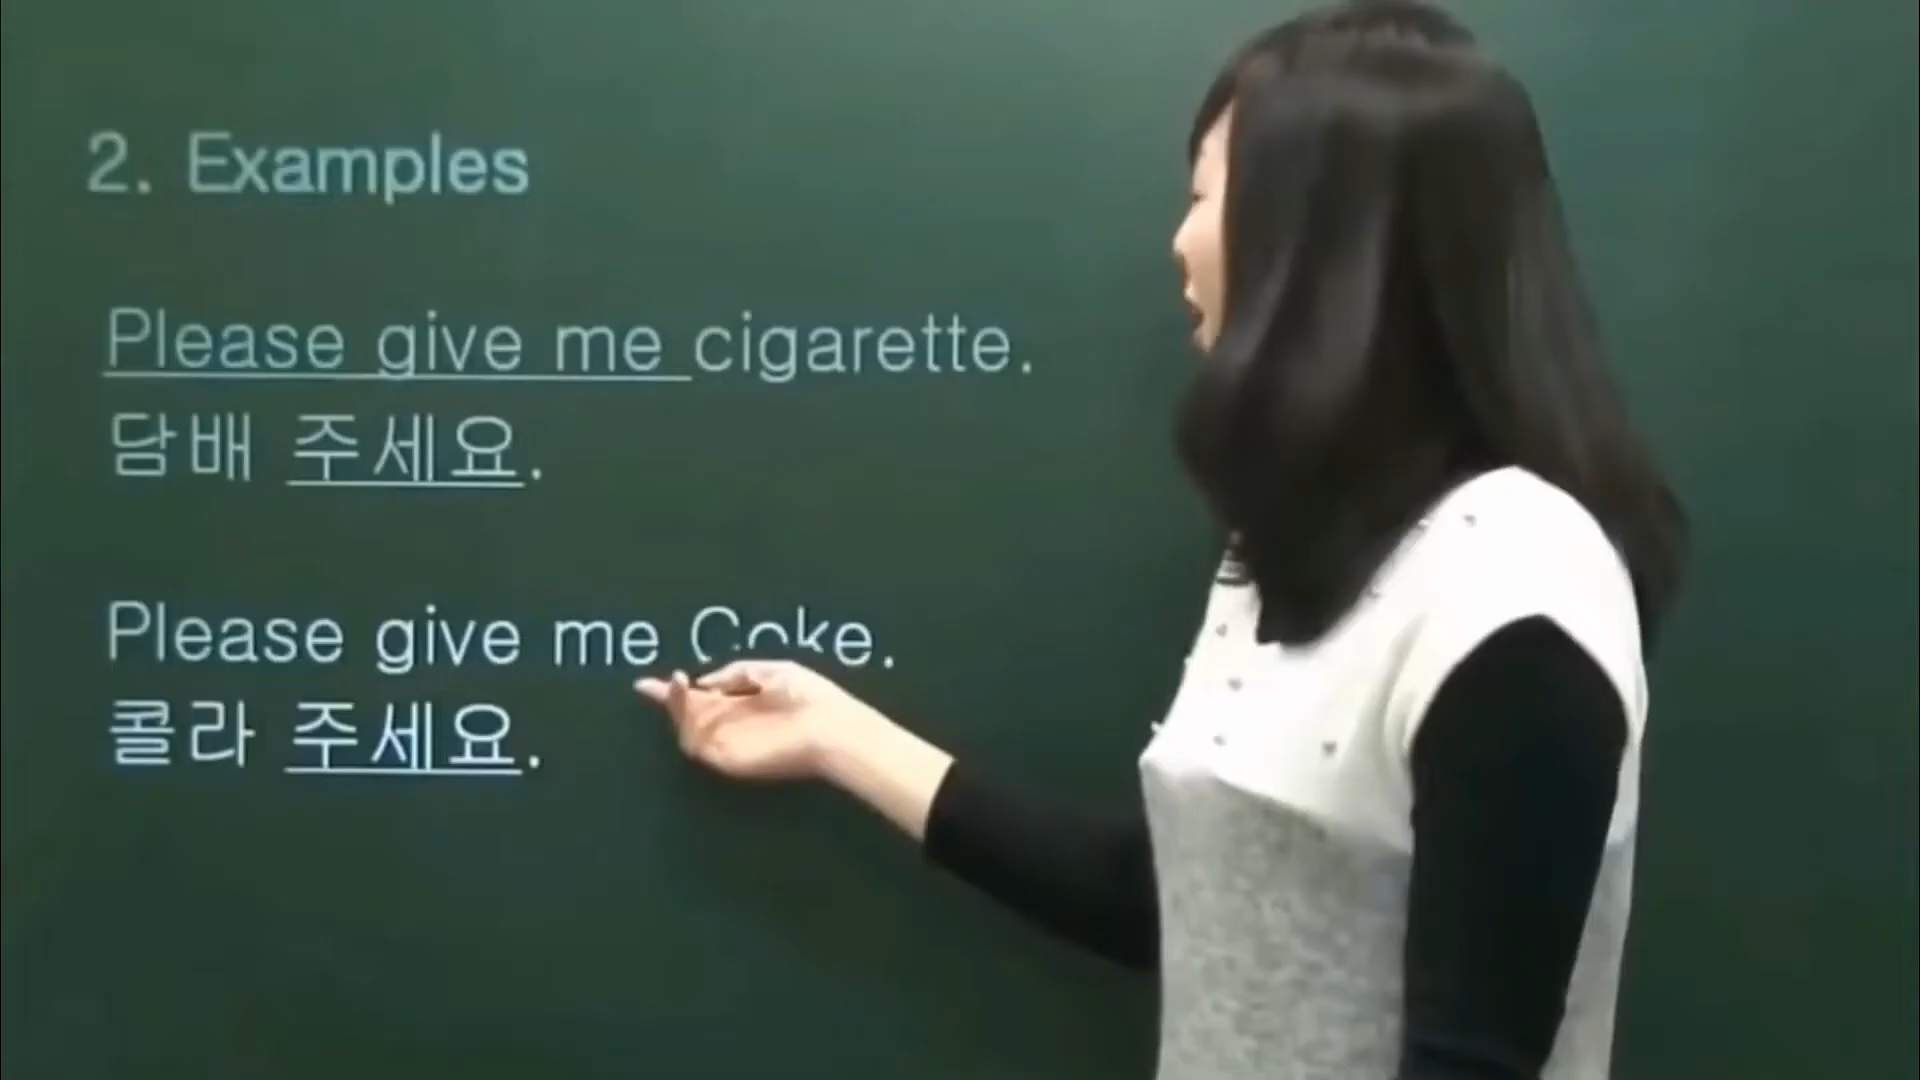 2. Examples
Please give me cigarette.
담배 주세요.
Please give me Coke.
콜라 주세요.